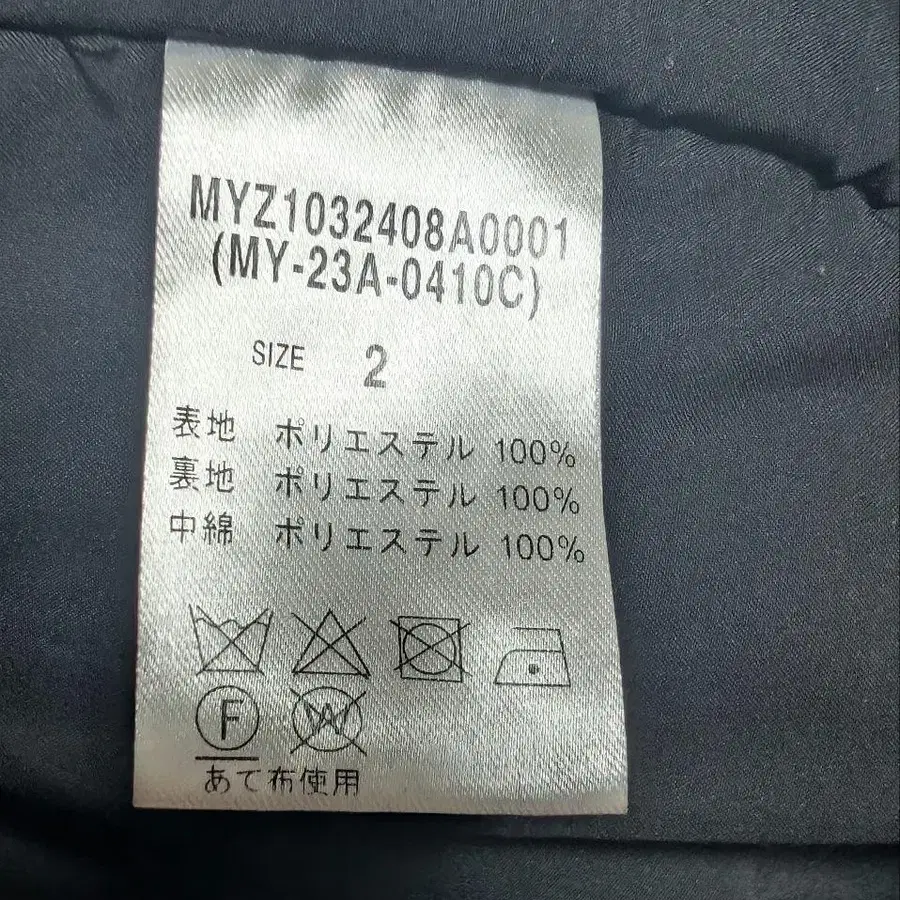 MYZ1032408A0001
(MY-23A-0410C)
SIZE 2
表地 ポリエステル 100%
裏地 ポリエステル 100%
中綿 ポリエステル 100%
F W
あて布使用